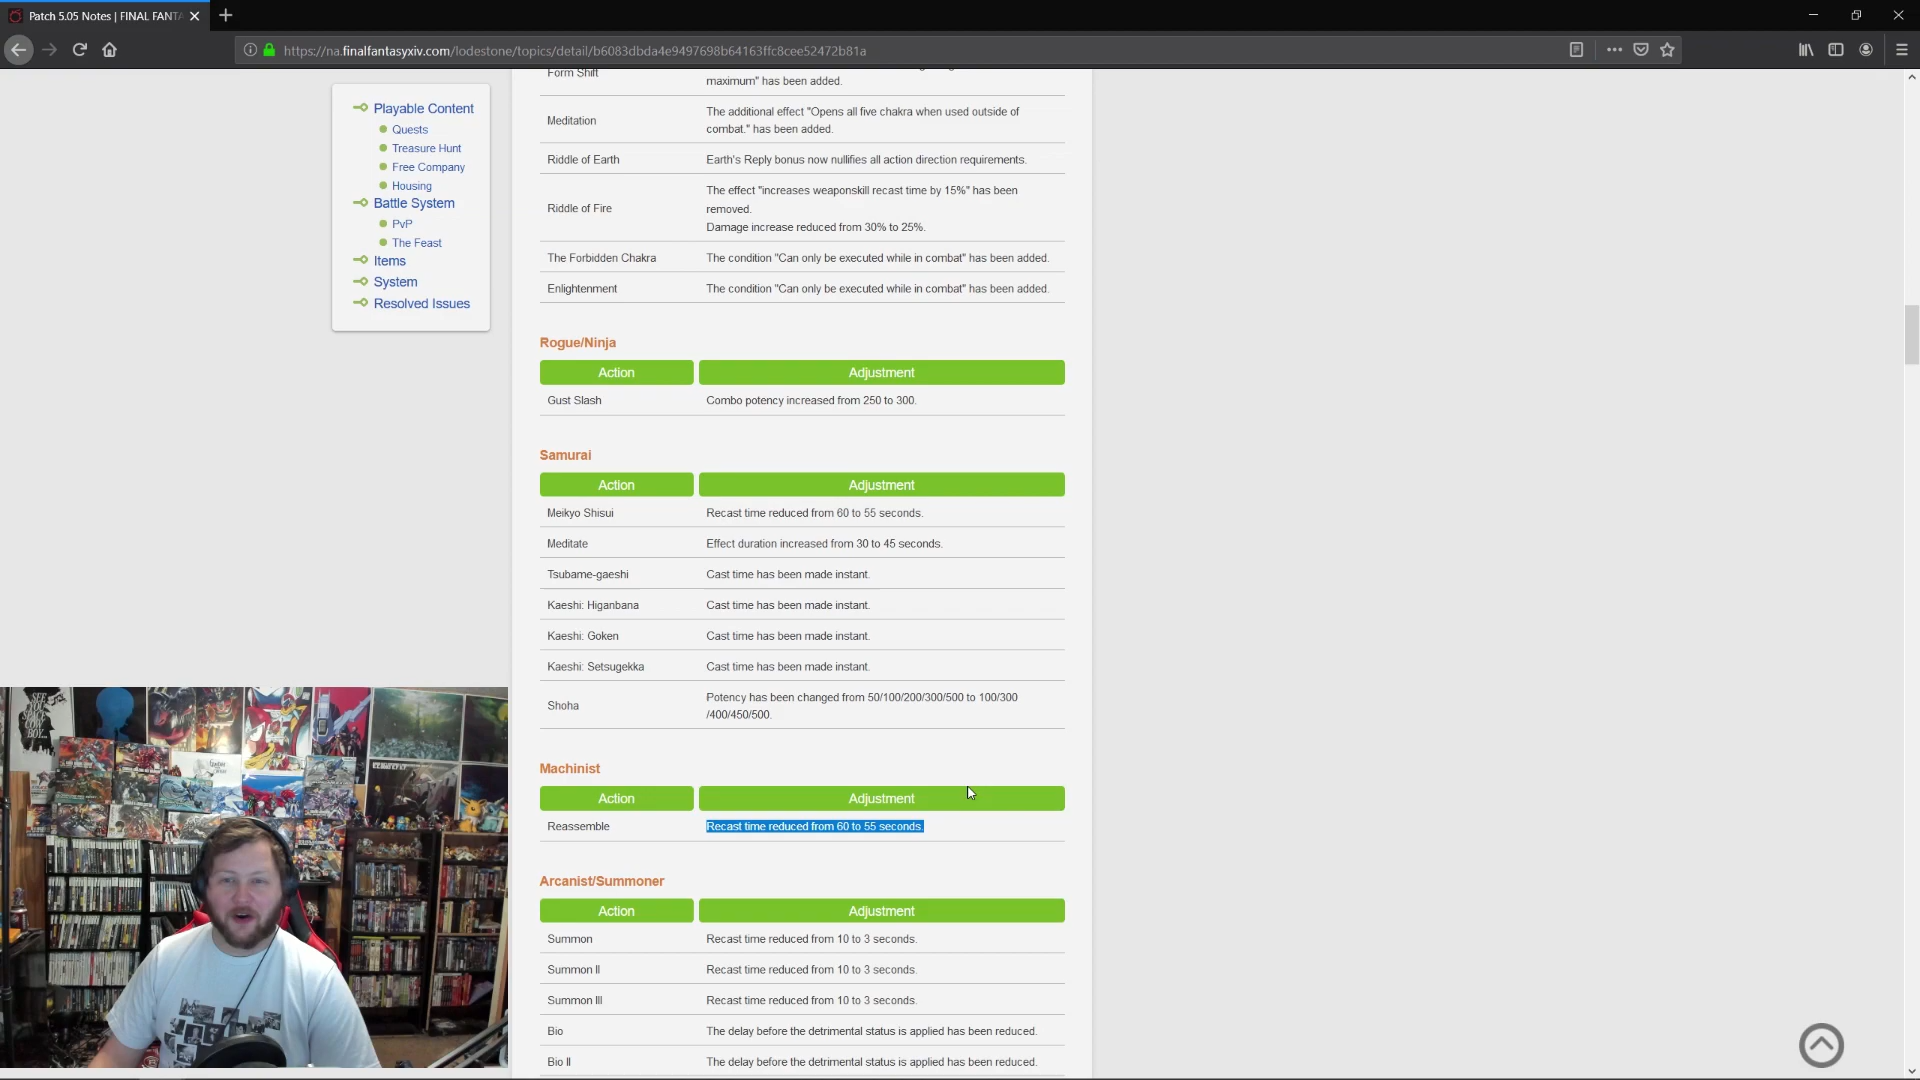 Patch 5.05 Notes | FINAL FANTA
https://na.finalfantasyxiv.com/lodestone/topics/detail/b6083dbda4e9497698b64163ffc8cee52472b81a
Playable Content
Quests
Treasure Hunt
Free Company
Housing
Battle System
PvP
The Feast
Items
System
Resolved Issues
Form Shift
maximum" has been added.
Meditation
The additional effect "Opens all five chakra when used outside of
combat." has been added.
Riddle of Earth
Earth's Reply bonus now nullifies all action direction requirements.
Riddle of Fire
The effect "increases weaponskill recast time by 15%" has been
removed.
Damage increase reduced from 30% to 25%.
The Forbidden Chakra
The condition "Can only be executed while in combat" has been added.
Enlightenment
The condition "Can only be executed while in combat" has been added.
Rogue/Ninja
Action Adjustment
Gust Slash Combo potency increased from 250 to 300.
Samurai
Action Adjustment
Meikyo Shisui Recast time reduced from 60 to 55 seconds.
Meditate Effect duration increased from 30 to 45 seconds.
Tsubame-gaeshi Cast time has been made instant.
Kaeshi: Higanbana Cast time has been made instant.
Kaeshi: Goken Cast time has been made instant.
Kaeshi: Setsugekka Cast time has been made instant.
Shoha
Potency has been changed from 50/100/200/300/500 to 100/300
/400/450/500.
Machinist
Action Adjustment
Reassemble Recast time reduced from 60 to 55 seconds.
Arcanist/Summoner
Action Adjustment
Summon Recast time reduced from 10 to 3 seconds.
Summon II Recast time reduced from 10 to 3 seconds.
Summon III Recast time reduced from 10 to 3 seconds.
Bio The delay before the detrimental status is applied has been reduced.
Bio II The delay before the detrimental status is applied has been reduced.
SEE
YOU
SPACE
COW
BOY...